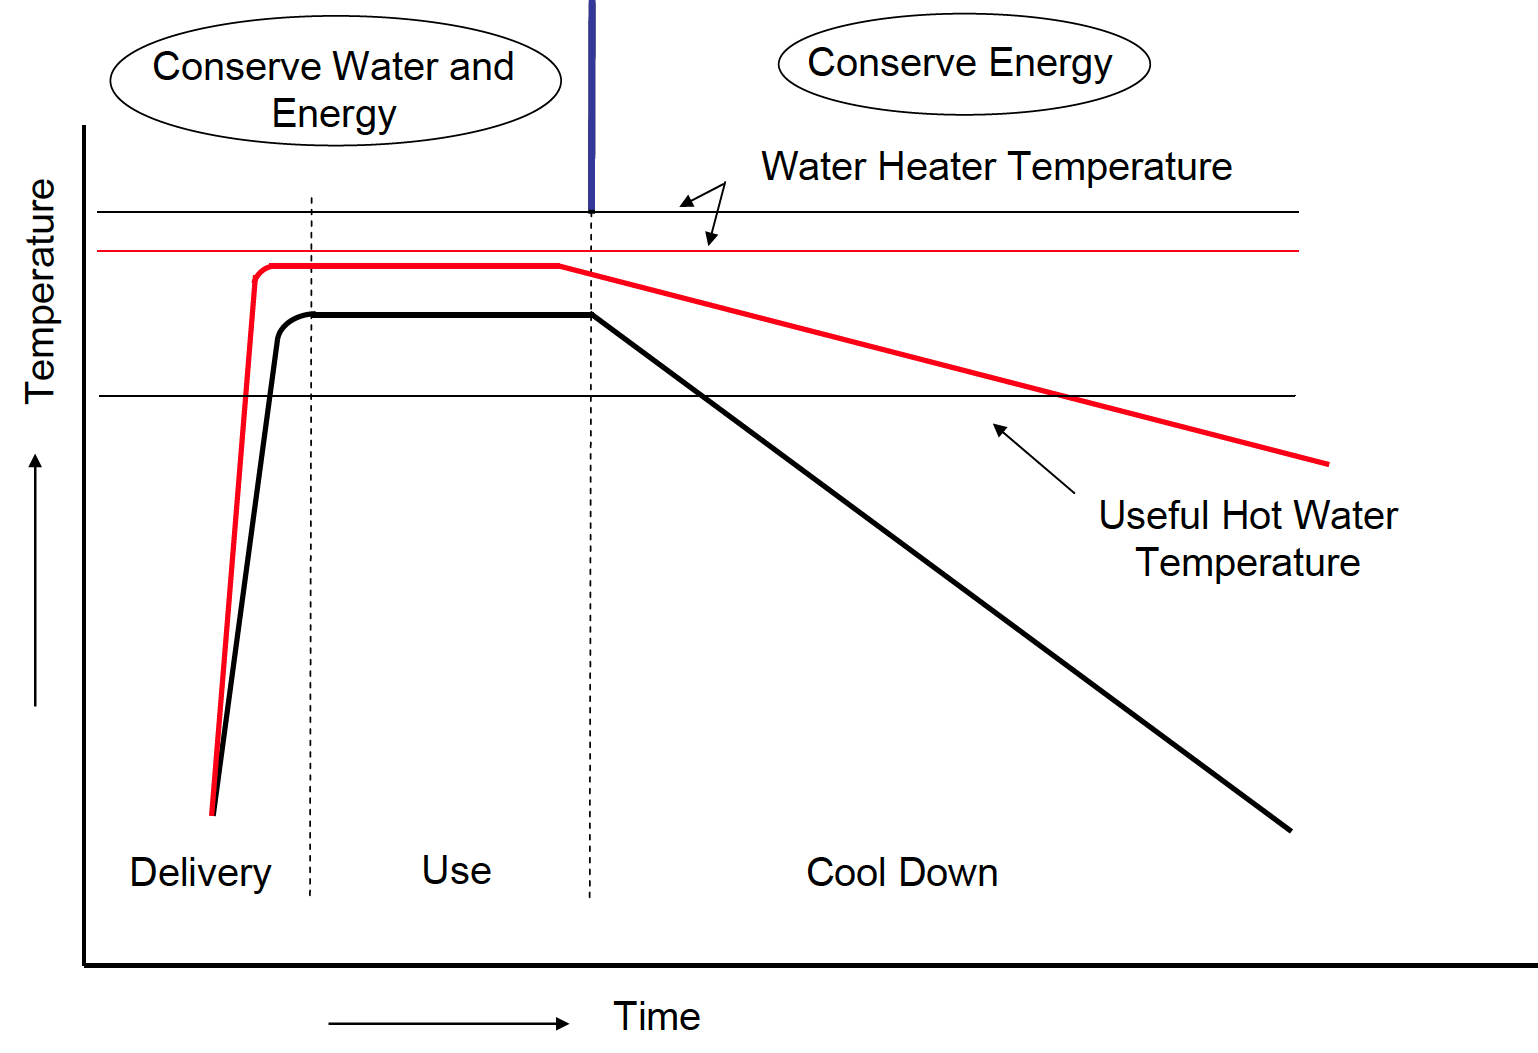 Conserve Water and
Energy
Conserve Energy
Water Heater Temperature
Temperature
Useful Hot Water
Temperature
Delivery
Use
Cool Down
Time